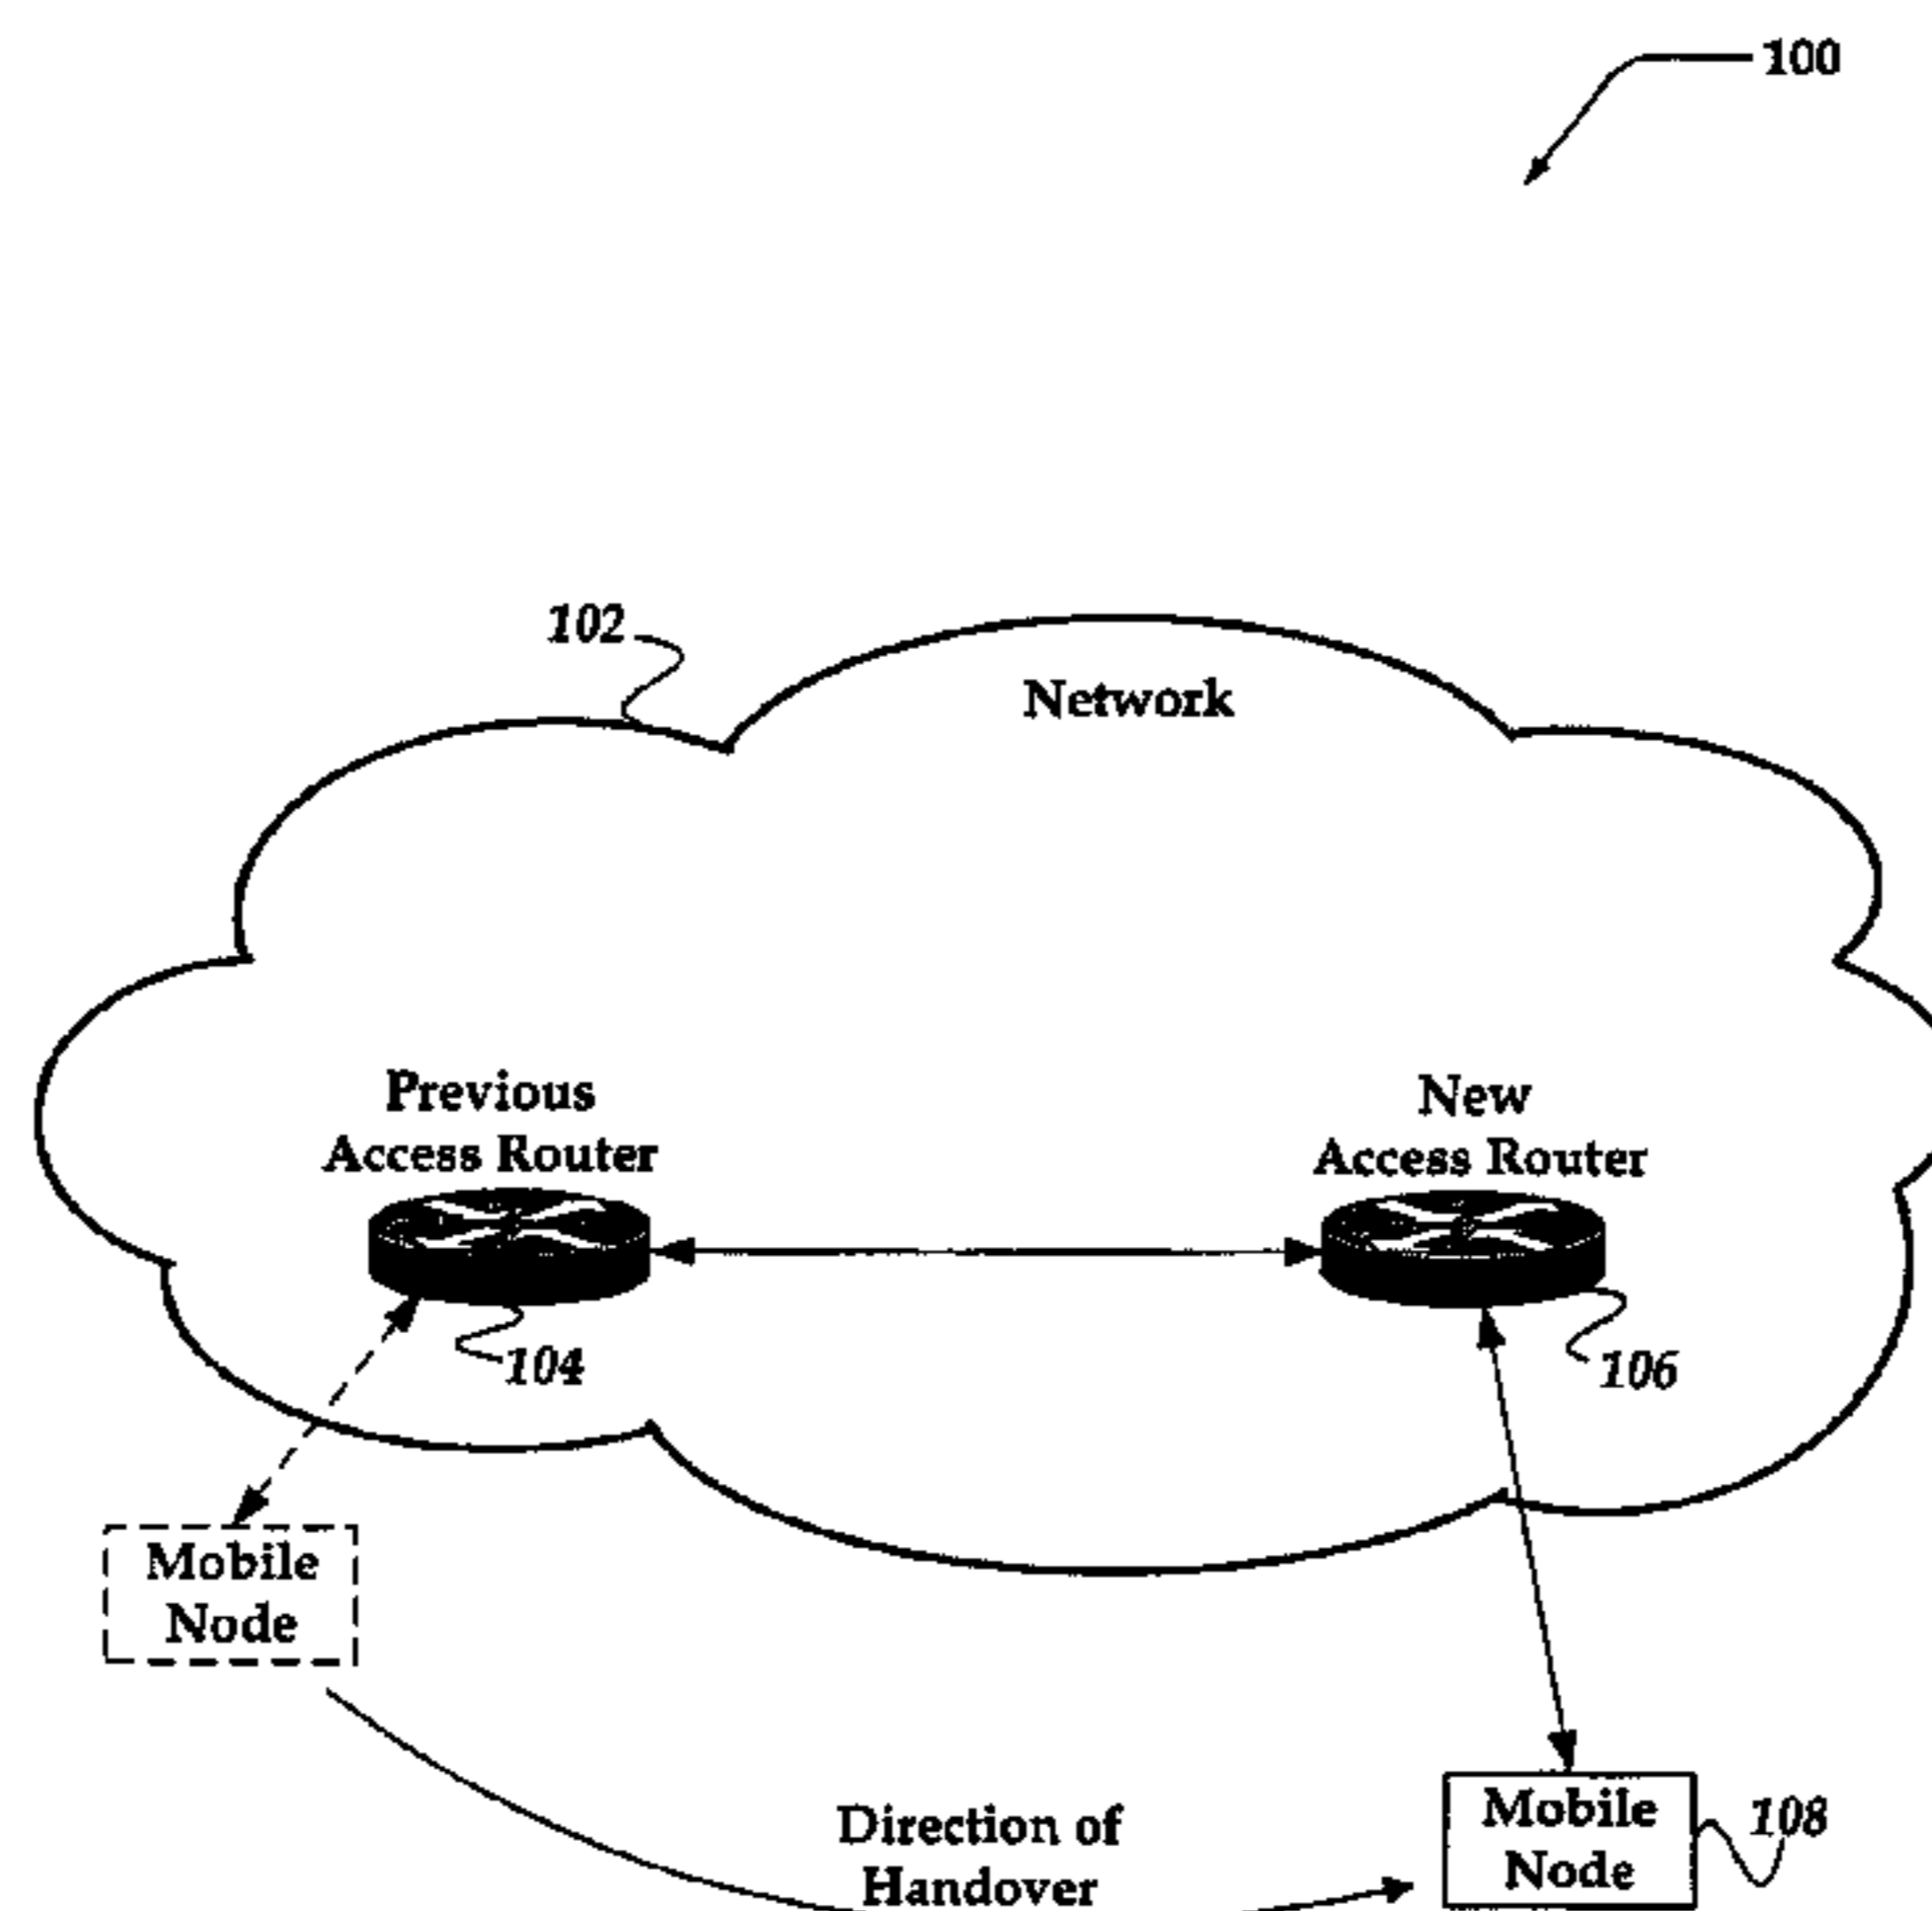 100
102
Network
Previous
Access Router
New
Access Router
104
106
Mobile
Node
Direction of
Handover
Mobile
Node
108